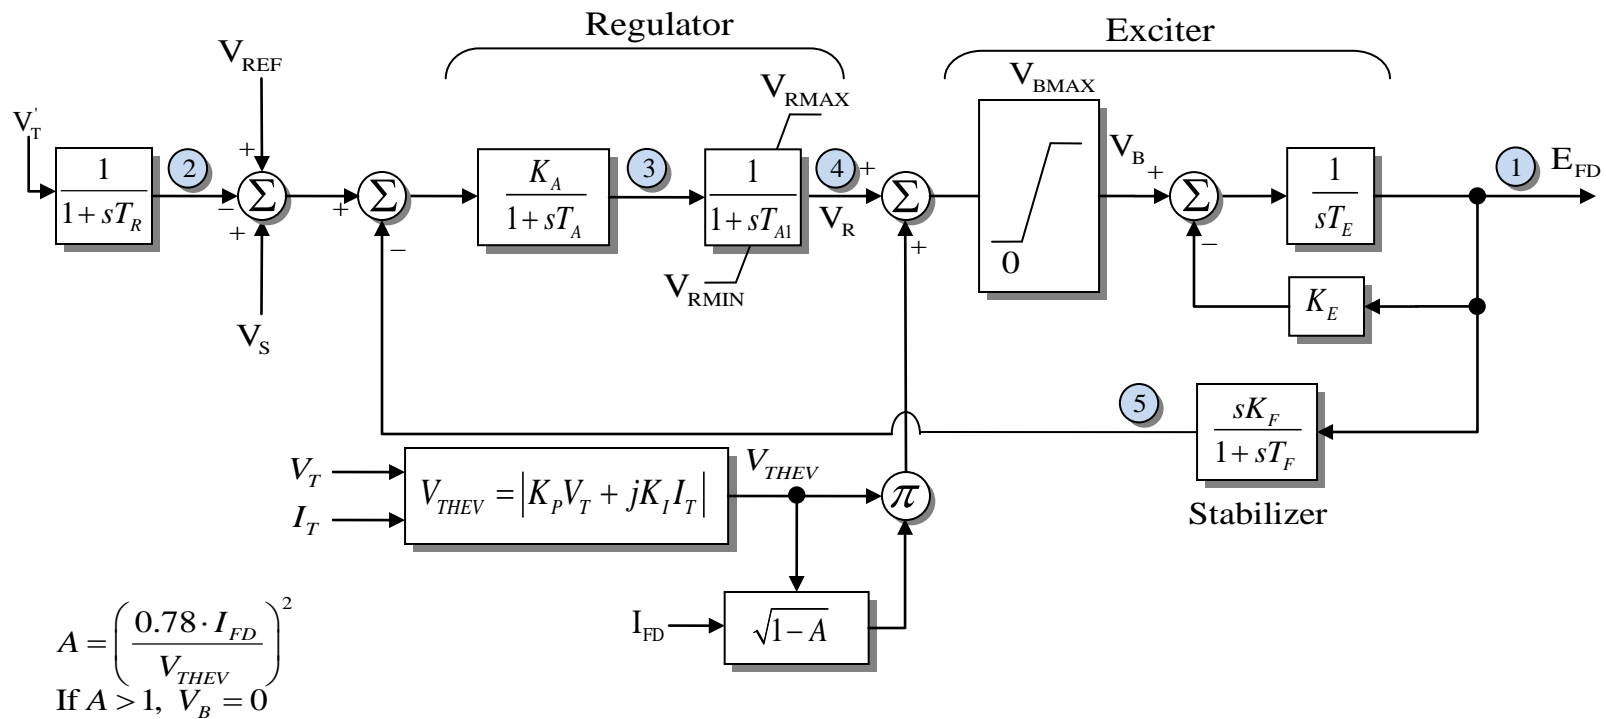 Regulator
Exciter
V_REF
V_RMAX
V_BMAX
V'_T
1 / (1 + sT_R)
2
+
−
+
Σ
V_S
+
−
Σ
K_A / (1 + sT_A)
3
1 / (1 + sT_A1)
V_RMIN
4
V_R
+
+
Σ
0
V_B
+
−
Σ
1 / (sT_E)
1
E_FD
K_E
5
sK_F / (1 + sT_F)
Stabilizer
V_T
I_T
V_THEV = |K_P V_T + jK_I I_T|
V_THEV
π
I_FD
√(1 − A)
A = (0.78 · I_FD / V_THEV)²
If A > 1, V_B = 0